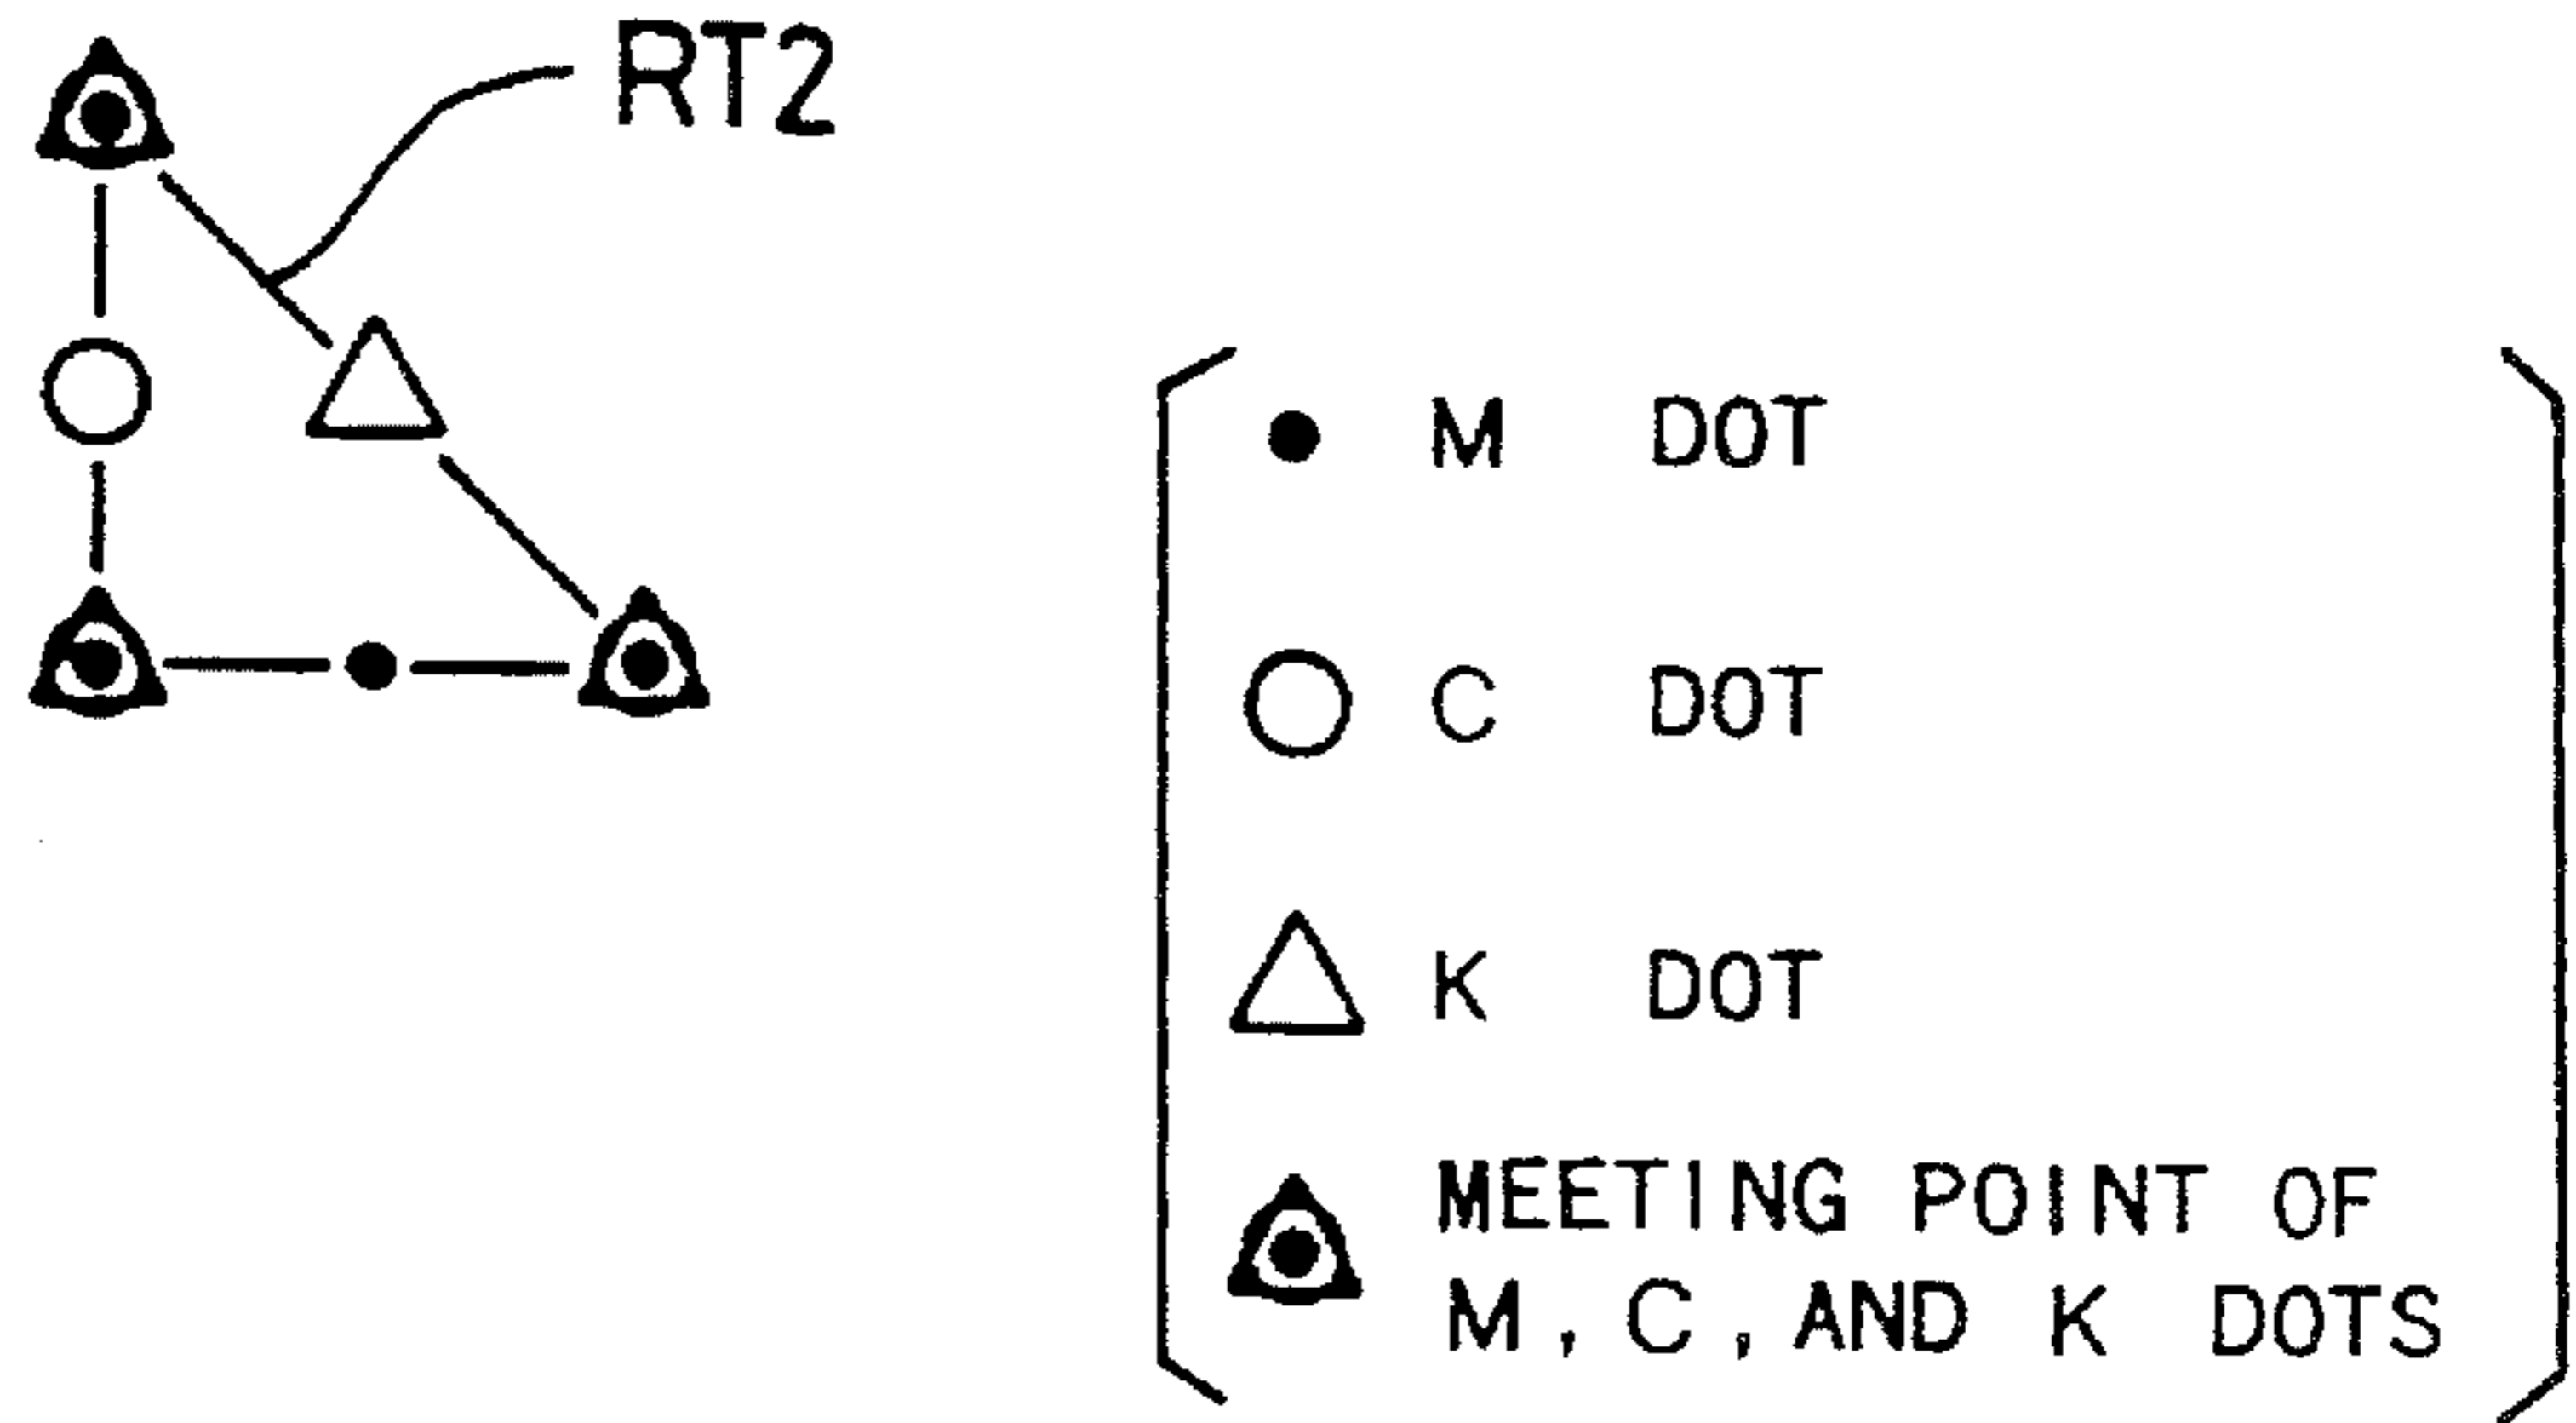 RT2
M DOT
C DOT
K DOT
MEETING POINT OF
M, C, AND K DOTS